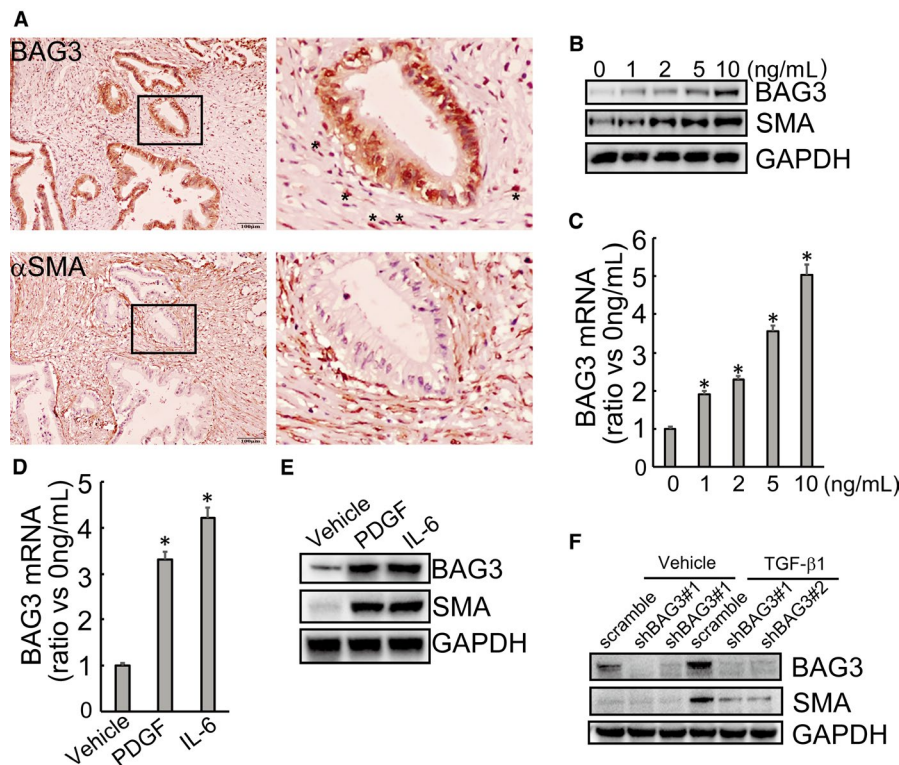 A
BAG3
* * * * *
100µm
αSMA
100µm
B
0 1 2 5 10 (ng/mL)
BAG3
SMA
GAPDH
C
BAG3 mRNA
(ratio vs 0ng/mL)
6
5
4
3
2
1
0
* * * *
0 1 2 5 10 (ng/mL)
D
BAG3 mRNA
(ratio vs 0ng/mL)
5
4
3
2
1
0
* *
Vehicle PDGF IL-6
E
Vehicle PDGF IL-6
BAG3
SMA
GAPDH
F
Vehicle TGF-β1
scramble shBAG3#1 shBAG3#1 scramble shBAG3#1 shBAG3#2
BAG3
SMA
GAPDH